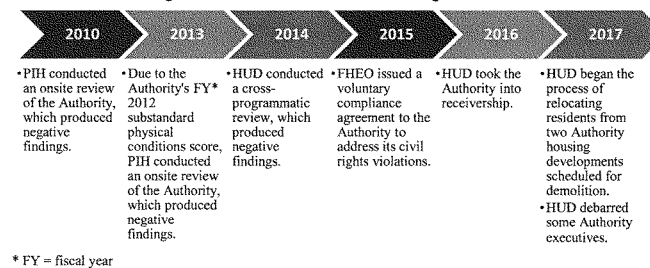 2010
2013
2014
2015
2016
2017
•PIH conducted
an onsite review
of the Authority,
which produced
negative
findings.
•Due to the
Authority's FY*
2012
substandard
physical
conditions score,
PIH conducted
an onsite review
of the Authority,
which produced
negative
findings.
•HUD conducted
a cross-
programmatic
review, which
produced
negative
findings.
•FHEO issued a
voluntary
compliance
agreement to the
Authority to
address its civil
rights violations.
•HUD took the
Authority into
receivership.
•HUD began the
process of
relocating
residents from
two Authority
housing
developments
scheduled for
demolition.
•HUD debarred
some Authority
executives.
* FY = fiscal year